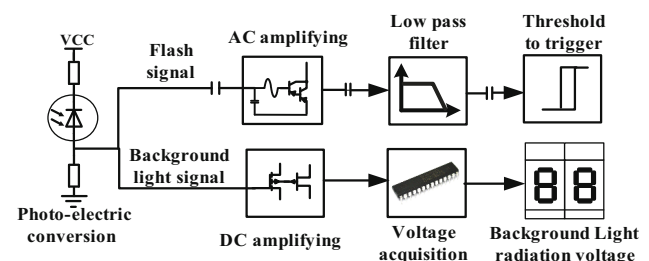 VCC
Flash
signal
AC amplifying
Low pass
filter
Threshold
to trigger
Background
light signal
Photo-electric
conversion
DC amplifying
Voltage
acquisition
88
Background Light
radiation voltage